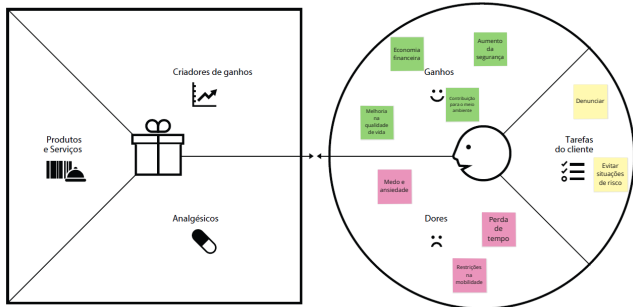 Criadores de ganhos
Produtos
e Serviços
Analgésicos
Economia
financeira
Aumento
da
segurança
Ganhos
Melhoria
na
qualidade
de vida
Contribuição
para o meio
ambiente
Denunciar
Tarefas
do cliente
Evitar
situações
de risco
Medo e
ansiedade
Dores
Perda
de
tempo
Restrições
na
mobilidade